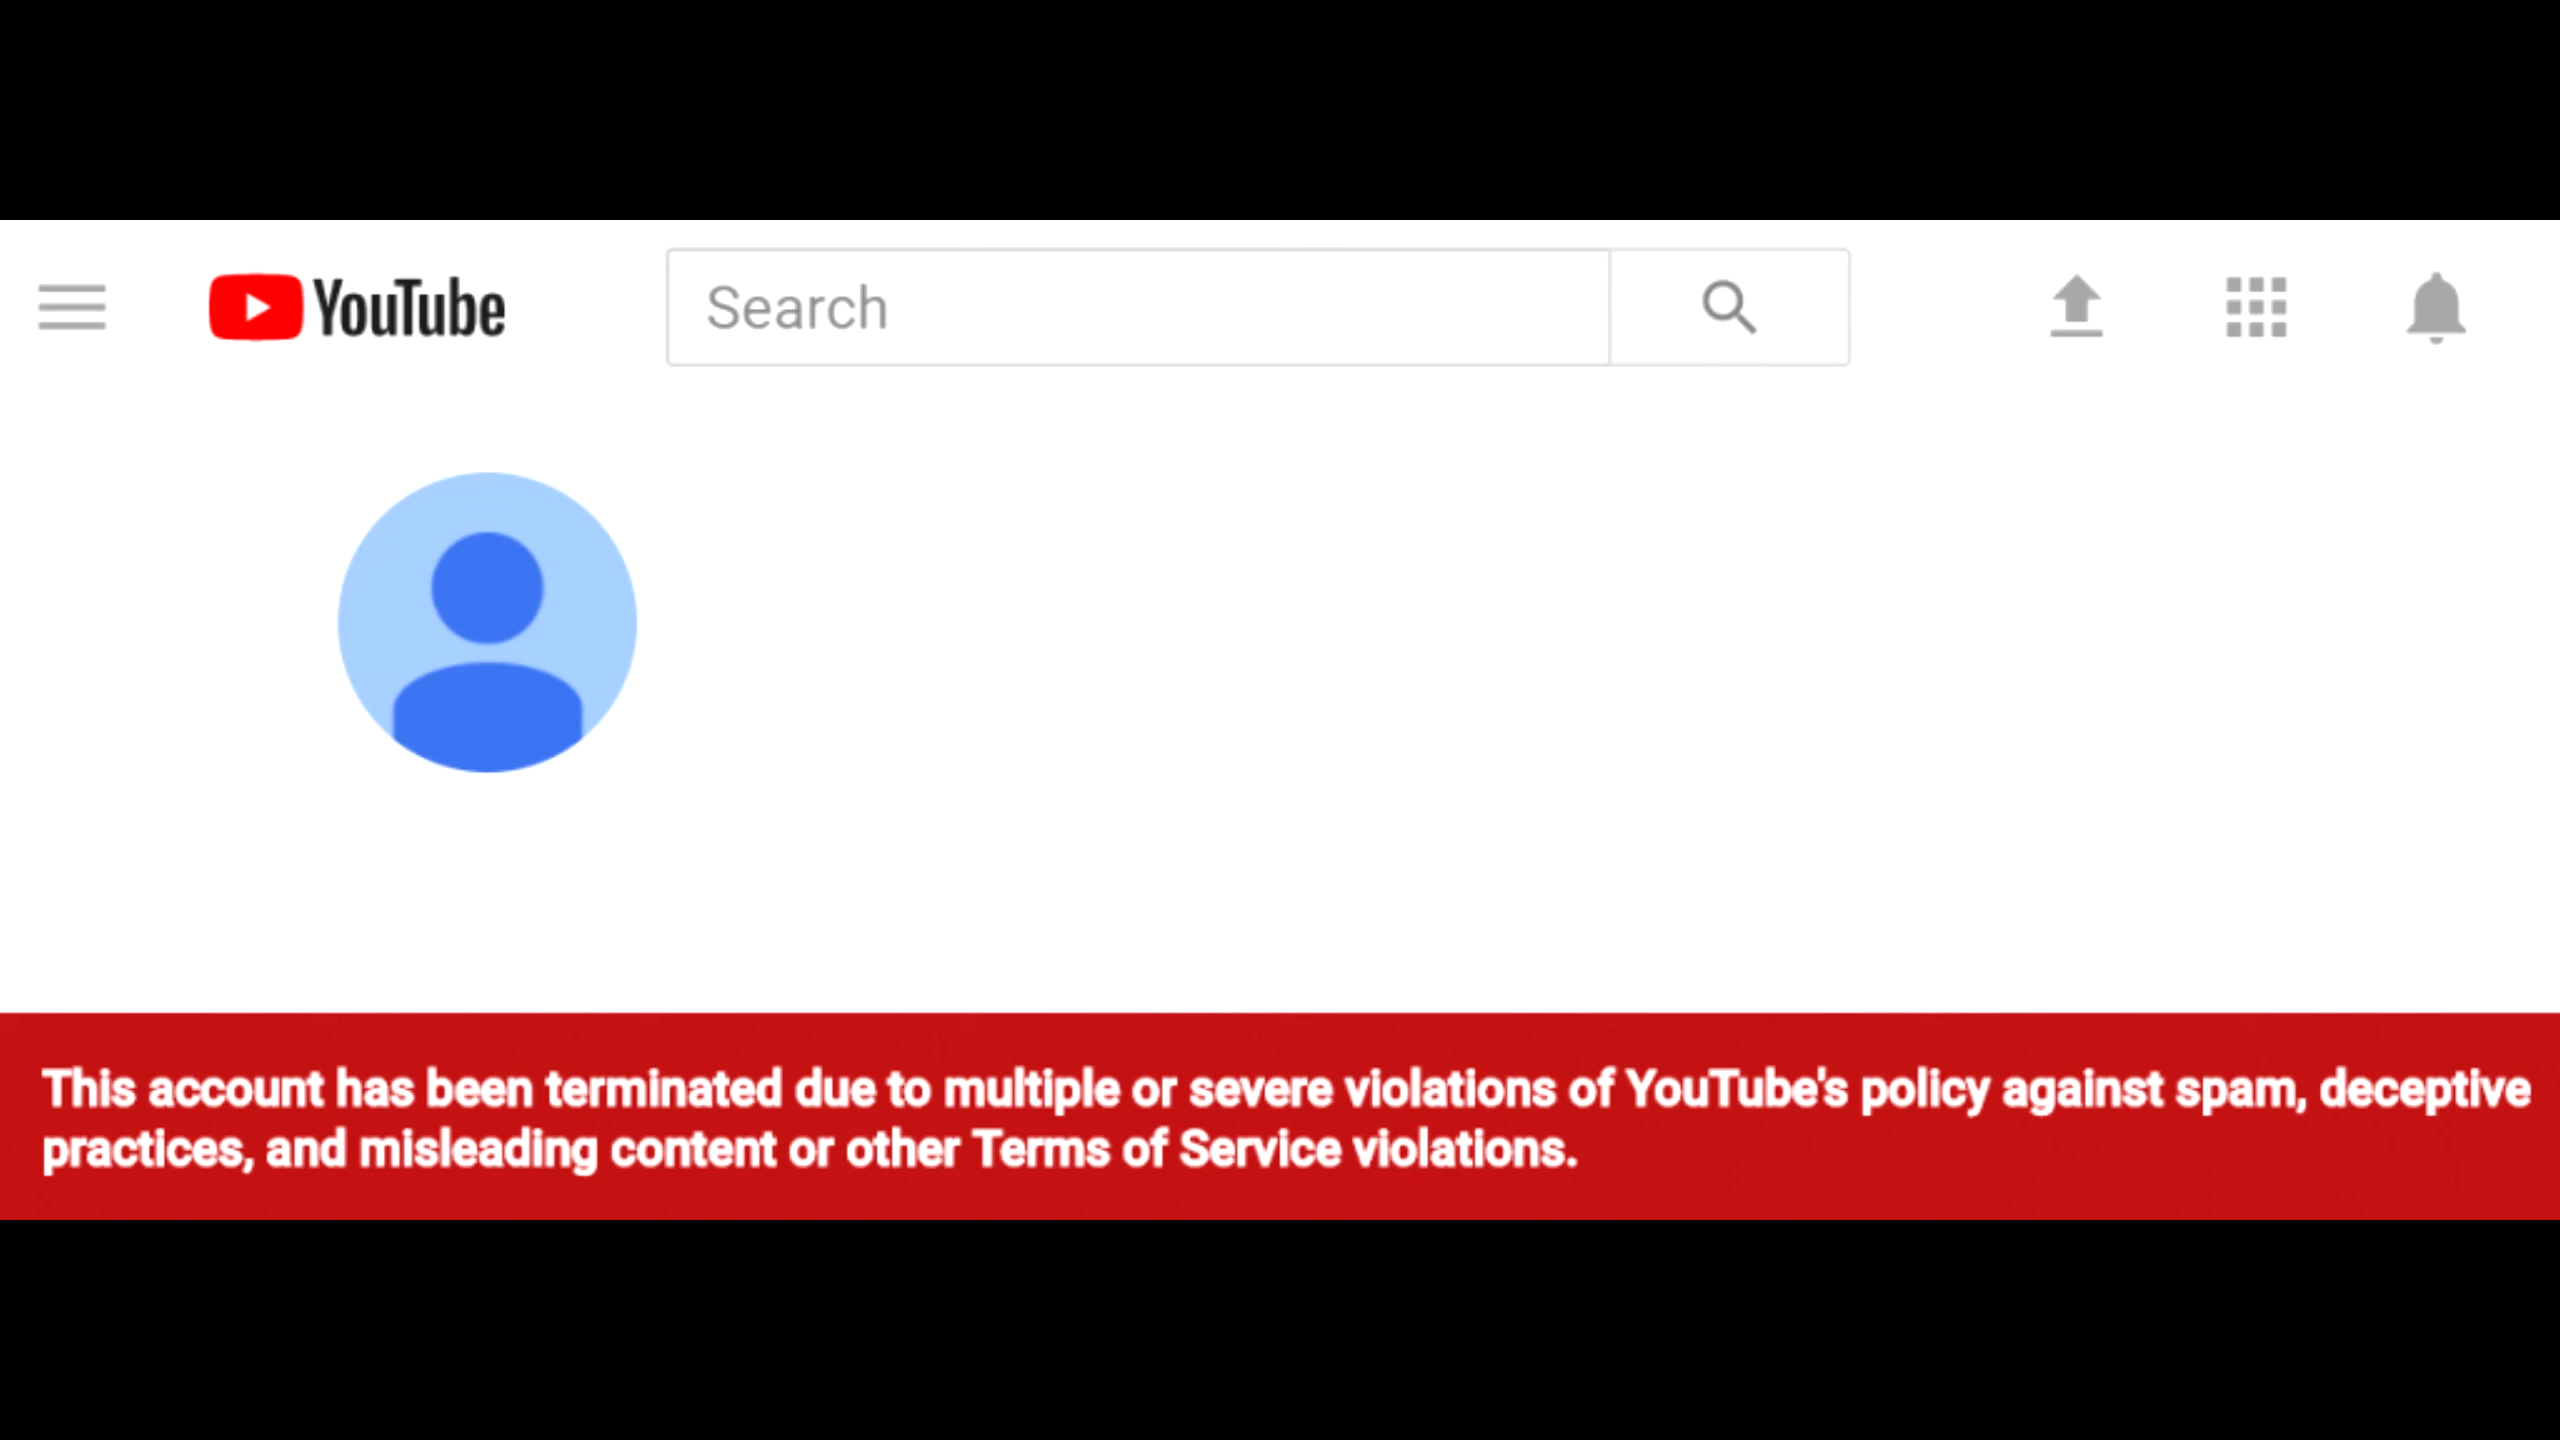 YouTube
Search
This account has been terminated due to multiple or severe violations of YouTube's policy against spam, deceptive
practices, and misleading content or other Terms of Service violations.